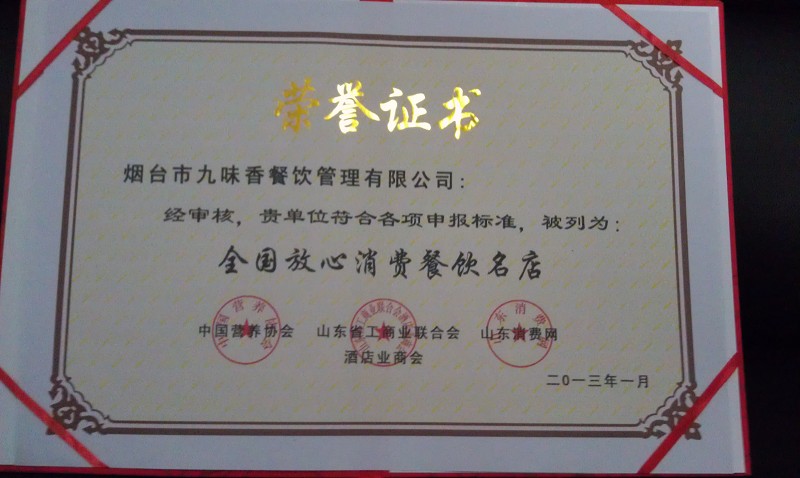 荣誉证书
烟台市九味香餐饮管理有限公司：
经审核，贵单位符合各项申报标准，被列为：
全国放心消费餐饮名店
中国营养协会 山东省工商业联合会 山东消费网
酒店业商会
二〇一三年一月